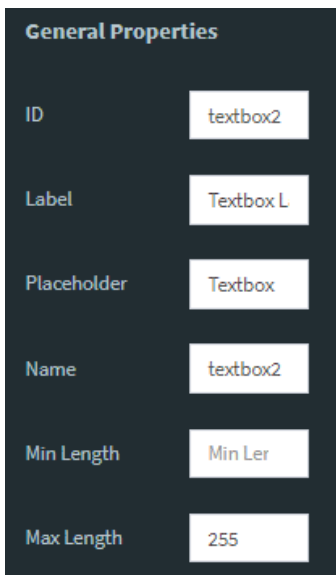 General Properties
ID textbox2
Label Textbox L
Placeholder Textbox
Name textbox2
Min Length Min Ler
Max Length 255